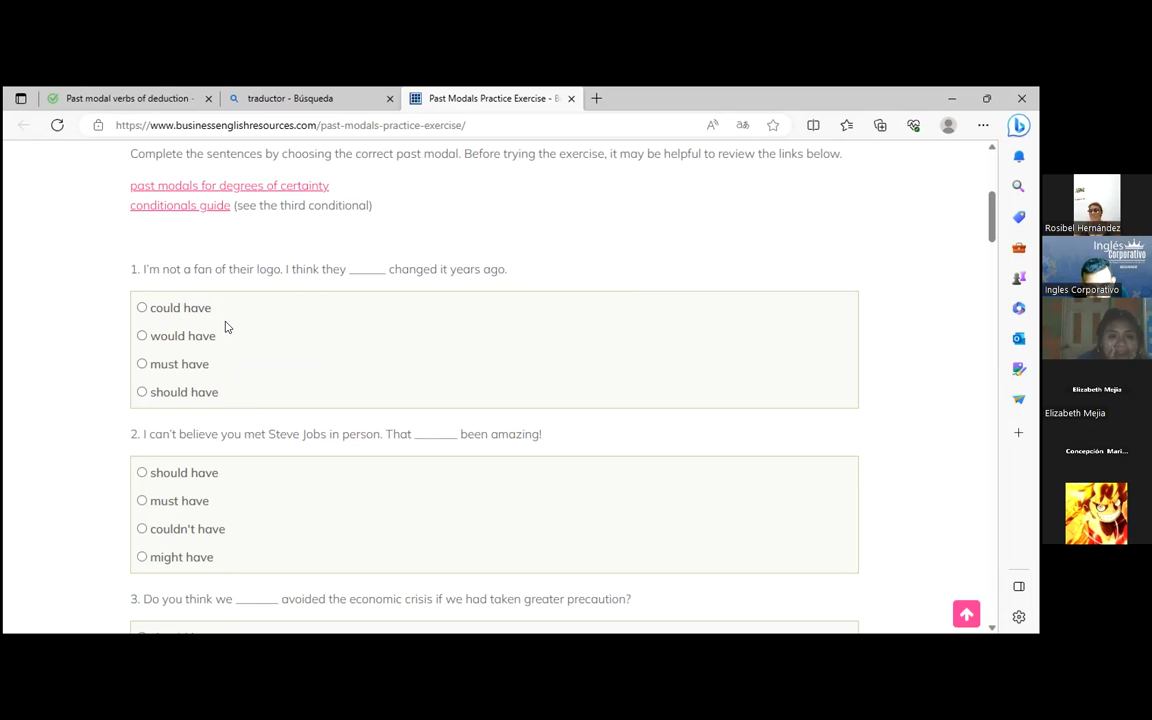 Past modal verbs of deduction -
traductor - Búsqueda
Past Modals Practice Exercise - B
https://www.businessenglishresources.com/past-modals-practice-exercise/
Complete the sentences by choosing the correct past modal. Before trying the exercise, it may be helpful to review the links below.
past modals for degrees of certainty
conditionals guide (see the third conditional)
1. I'm not a fan of their logo. I think they ______ changed it years ago.
could have
would have
must have
should have
2. I can't believe you met Steve Jobs in person. That _______ been amazing!
should have
must have
couldn't have
might have
3. Do you think we _______ avoided the economic crisis if we had taken greater precaution?
Rosibel Hernández
Inglés
Corporativo
Ingles Corporativo
Elizabeth Mejia
Elizabeth Mejia
Concepción Mari...